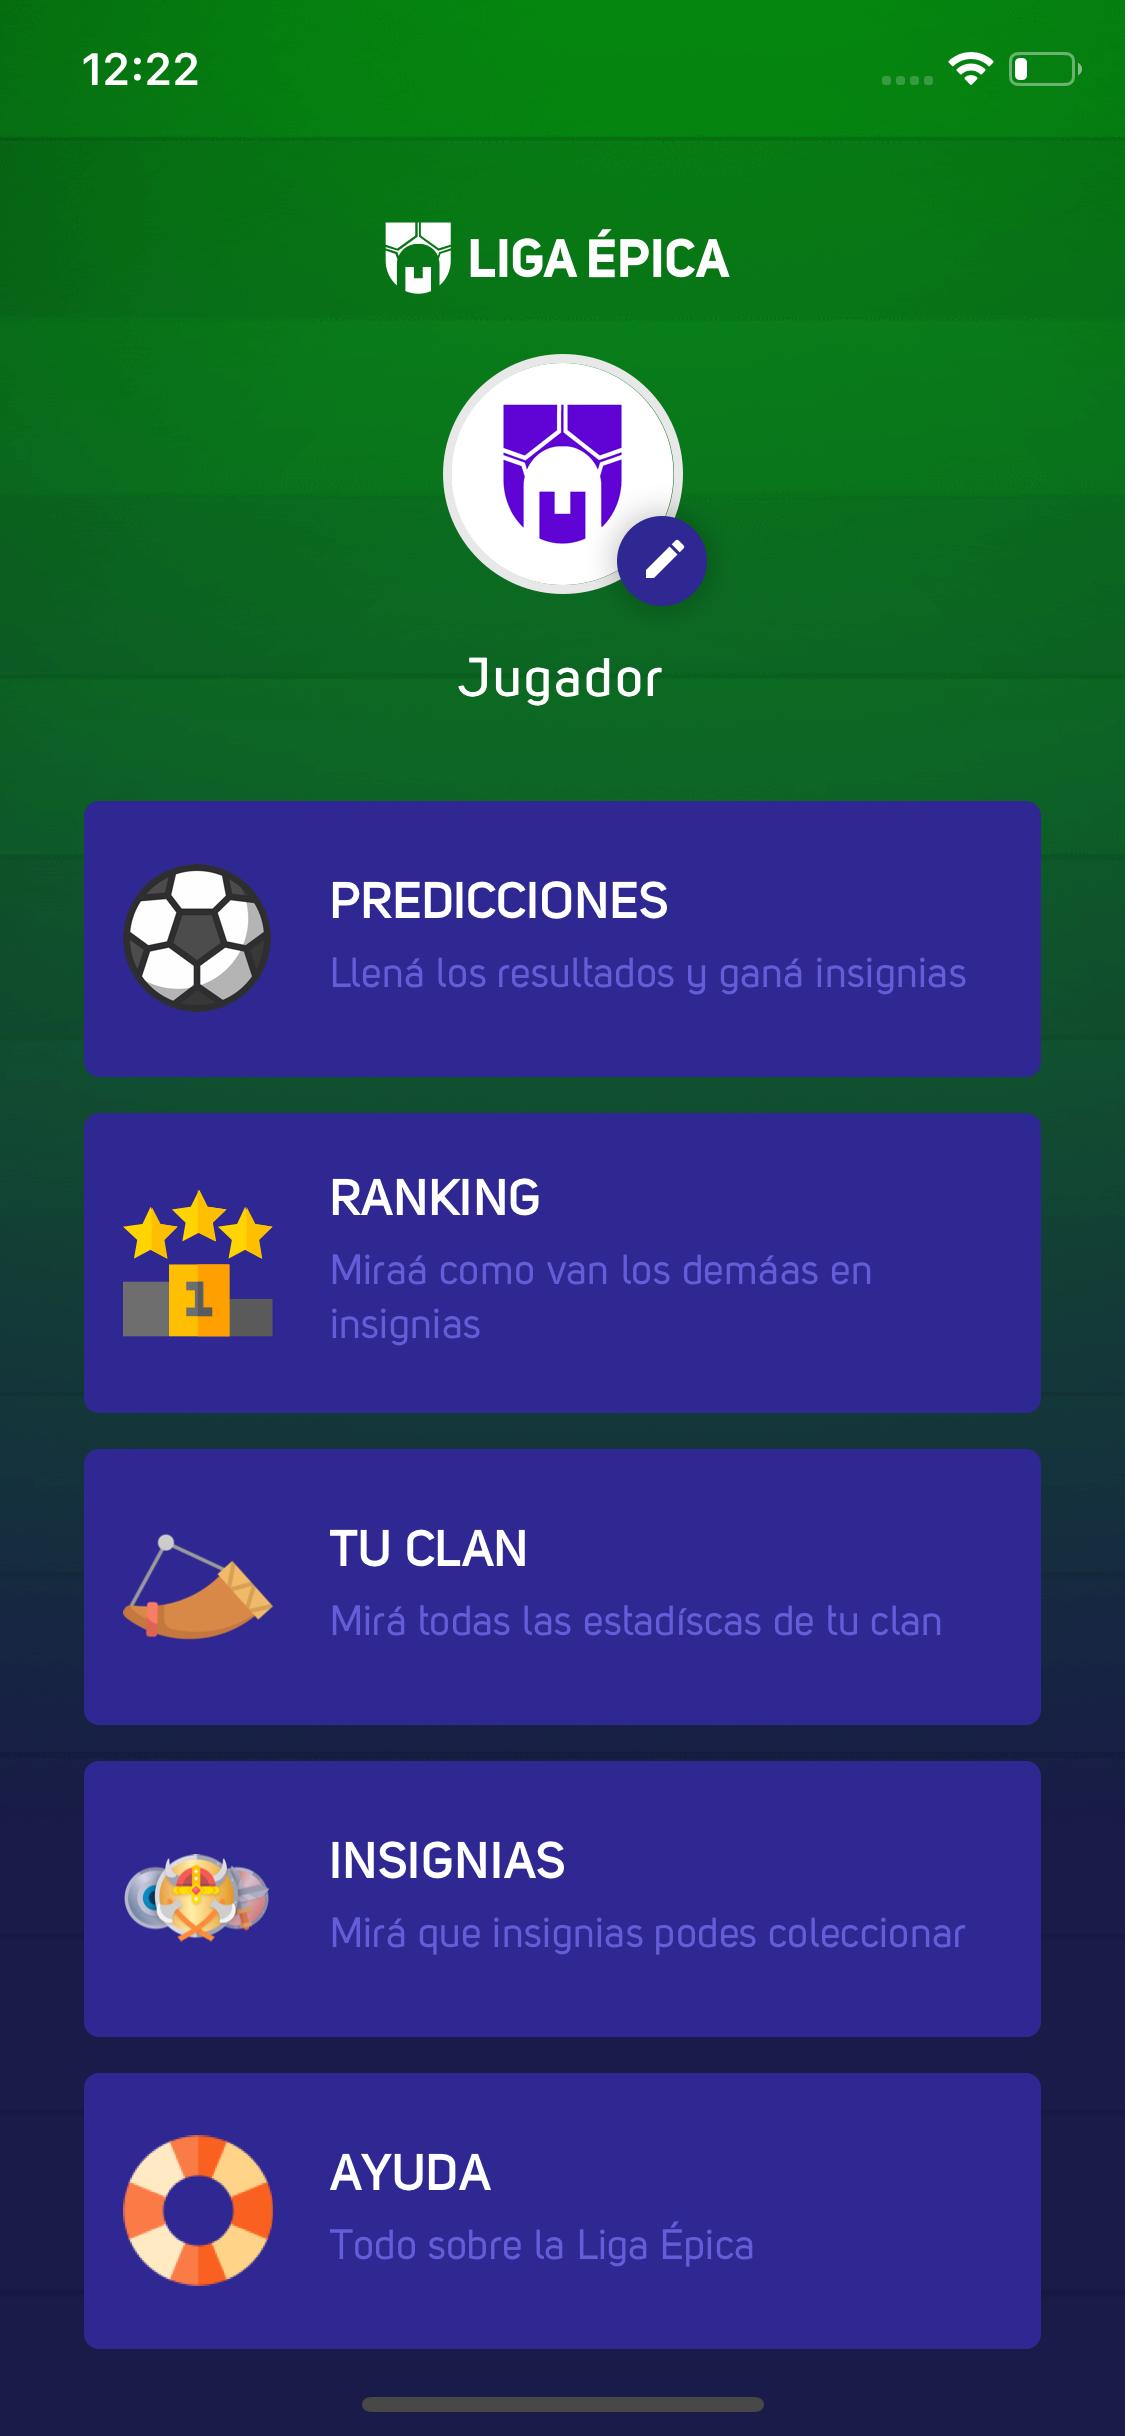 12:22
LIGA ÉPICA
Jugador
PREDICCIONES
Llená los resultados y ganá insignias
RANKING
Miraá como van los demáas en
insignias
1
TU CLAN
Mirá todas las estadíscas de tu clan
INSIGNIAS
Mirá que insignias podes coleccionar
AYUDA
Todo sobre la Liga Épica